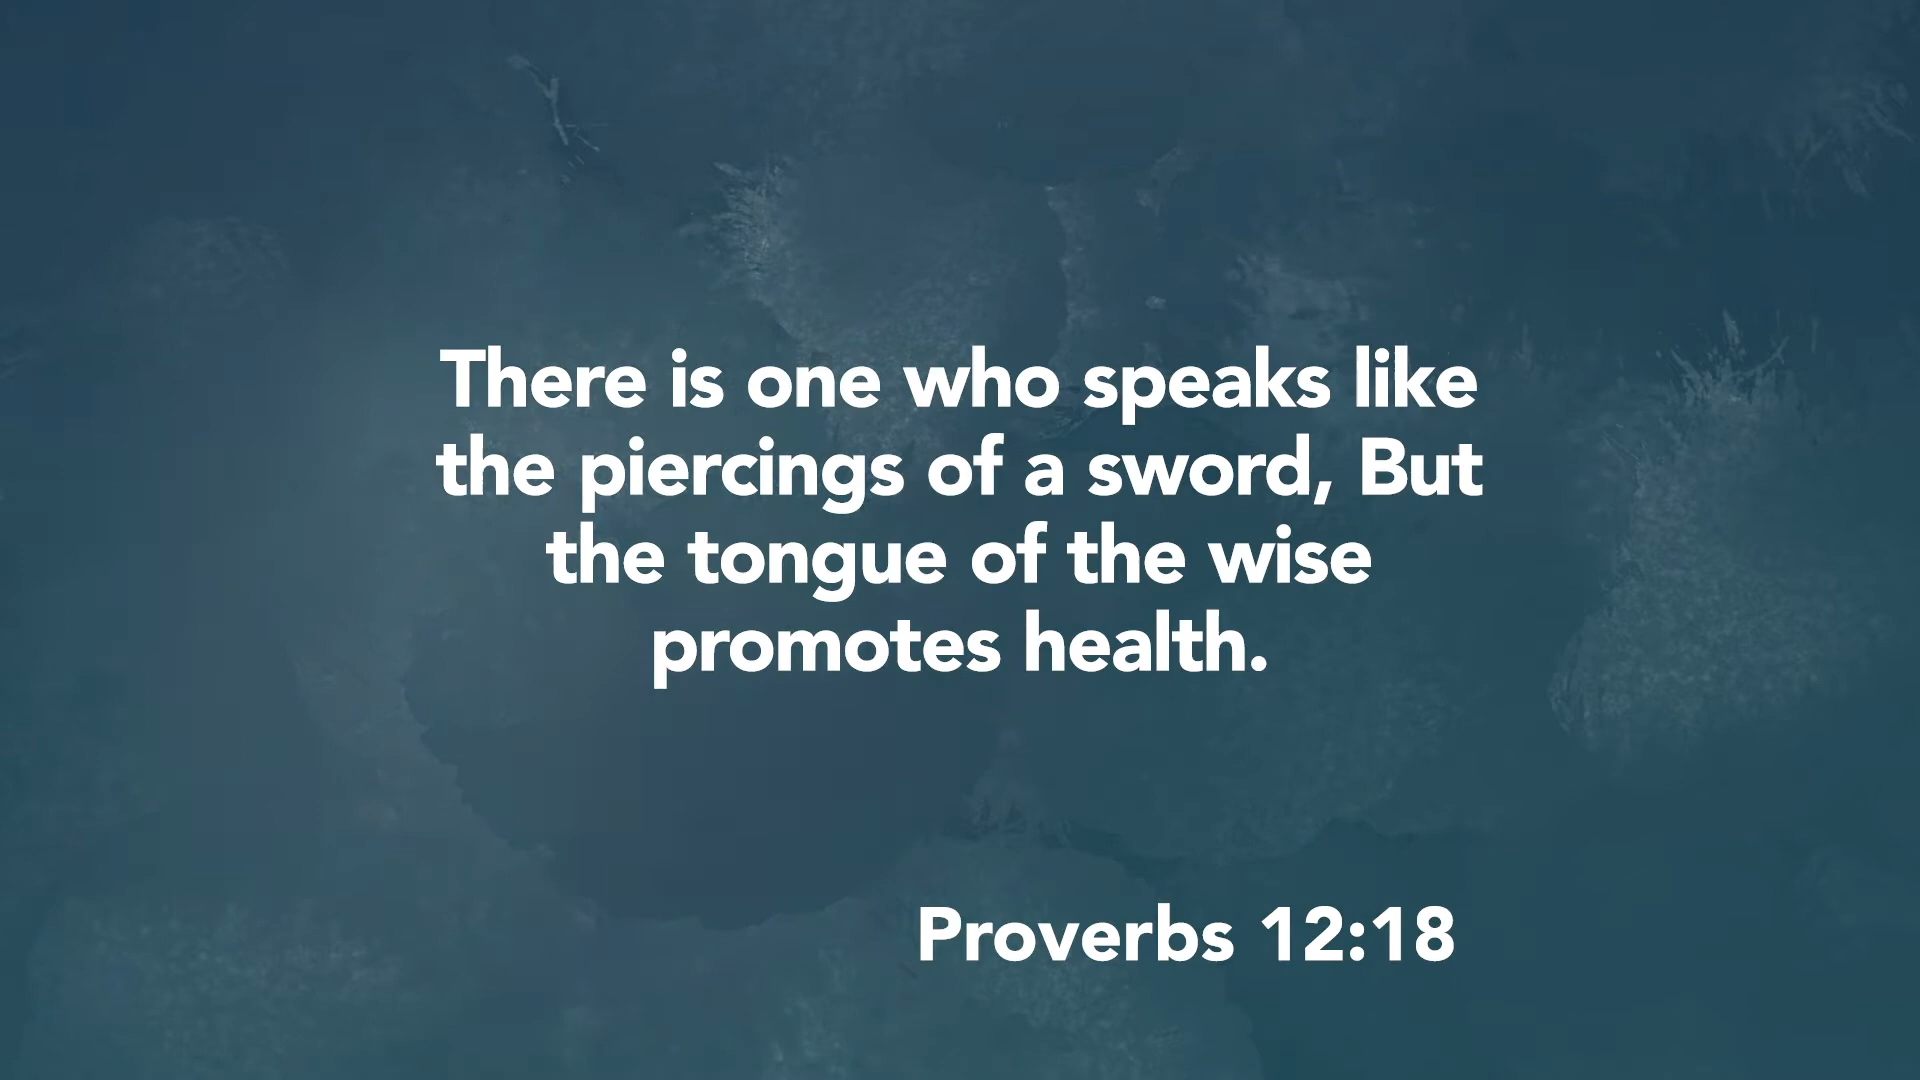 There is one who speaks like
the piercings of a sword, But
the tongue of the wise
promotes health.
Proverbs 12:18